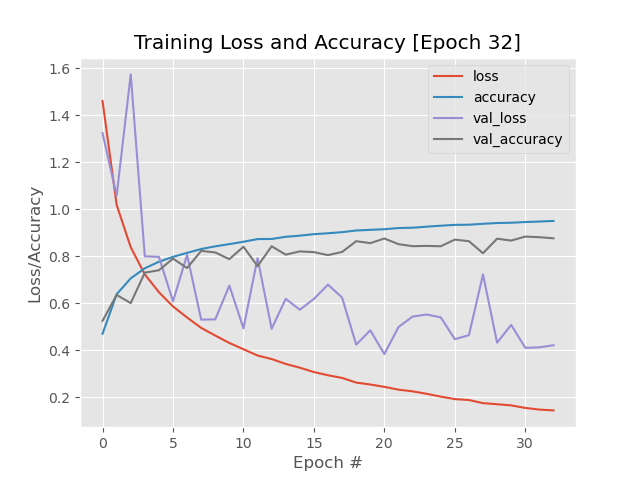 Training Loss and Accuracy [Epoch 32]
loss
accuracy
val_loss
val_accuracy
1.6
1.4
1.2
1.0
0.8
0.6
0.4
0.2
Loss/Accuracy
0 5 10 15 20 25 30
Epoch #